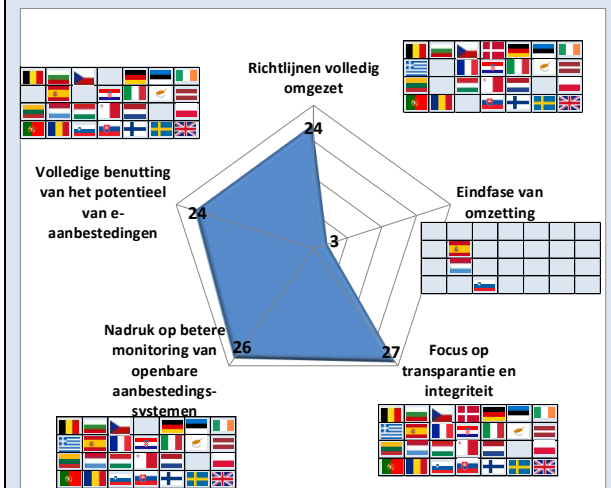 Richtlijnen volledig
omgezet
24
Volledige benutting
van het potentieel
van e-
aanbestedingen
24
Eindfase van
omzetting
3
Nadruk op betere
monitoring van
openbare
aanbestedings-
systemen
26
27
Focus op
transparantie en
integriteit